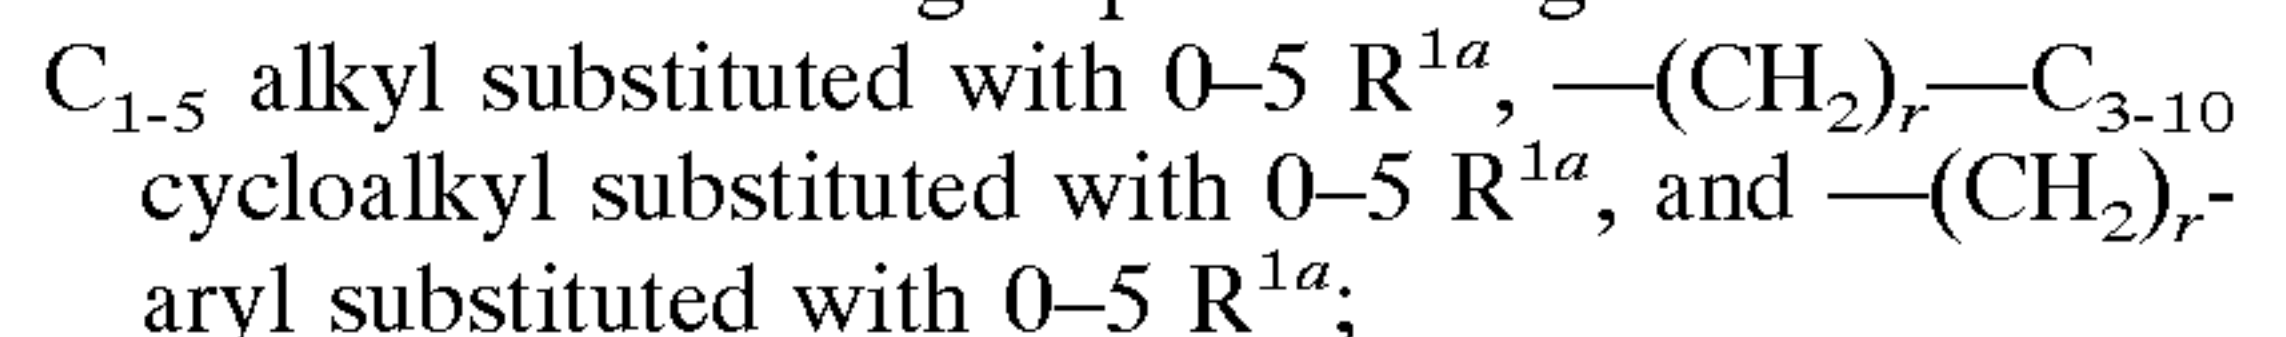 C₁₋₅ alkyl substituted with 0–5 R¹ᵃ, —(CH₂)ᵣ—C₃₋₁₀
cycloalkyl substituted with 0–5 R¹ᵃ, and —(CH₂)ᵣ-
aryl substituted with 0–5 R¹ᵃ;